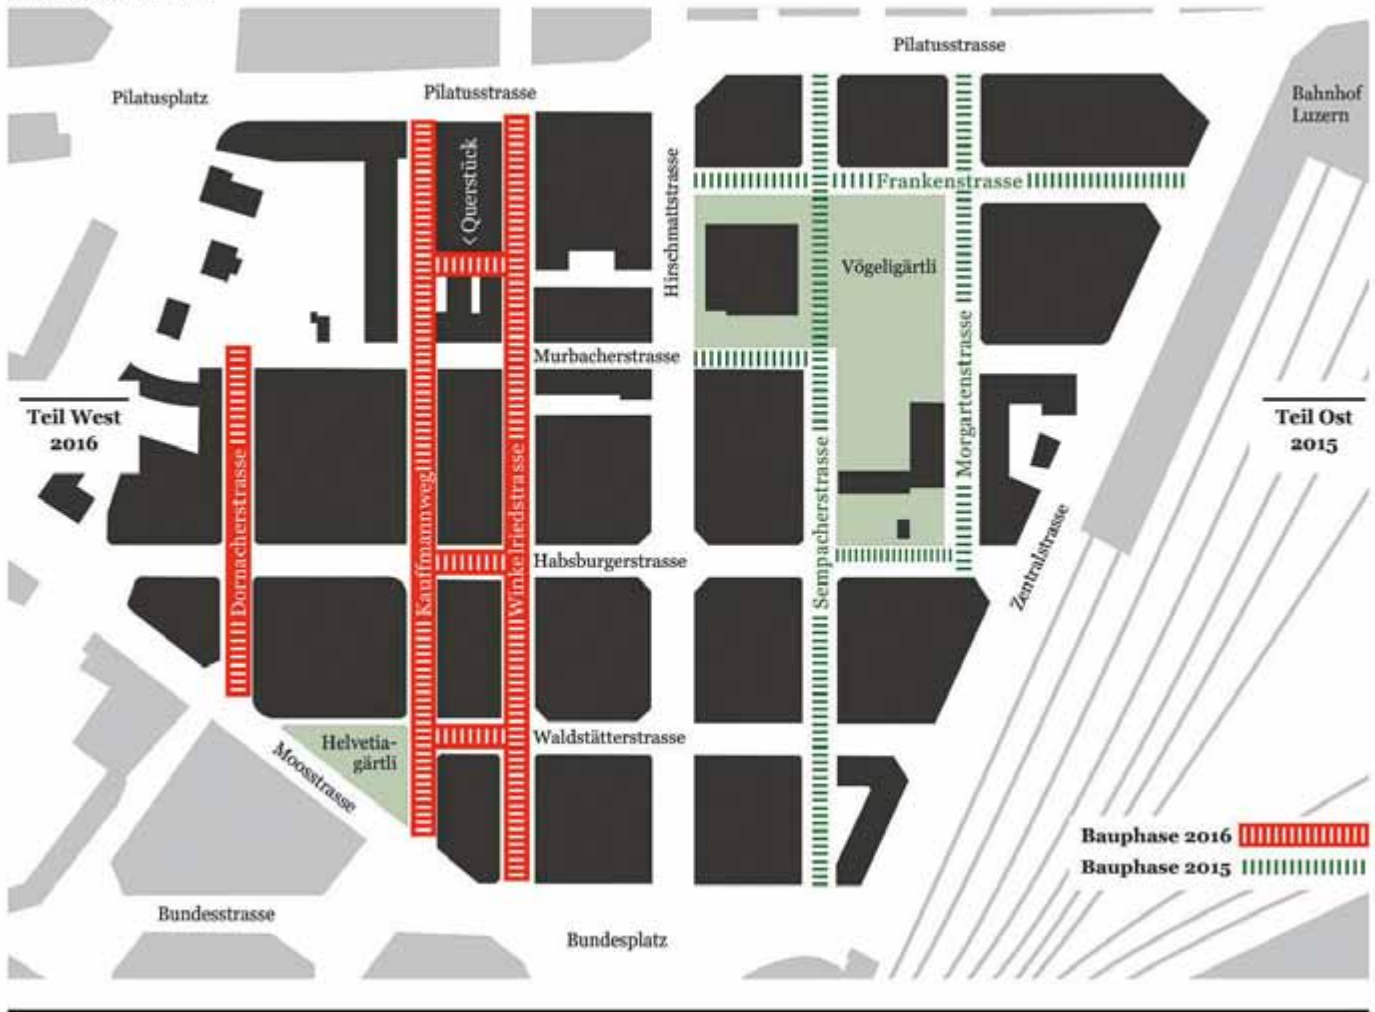 Pilatusstrasse
Pilatusplatz
Pilatusstrasse
Bahnhof
Luzern
< Querstück
Hirschmattstrasse
Frankenstrasse
Vögeligärtli
Murbacherstrasse
Morgartenstrasse
Teil West
2016
Teil Ost
2015
Dornacherstrasse
Kauffmannweg
Winkelriedstrasse
Sempacherstrasse
Zentralstrasse
Habsburgerstrasse
Helvetia-
gärtli
Waldstätterstrasse
Moosstrasse
Bauphase 2016
Bauphase 2015
Bundesstrasse
Bundesplatz